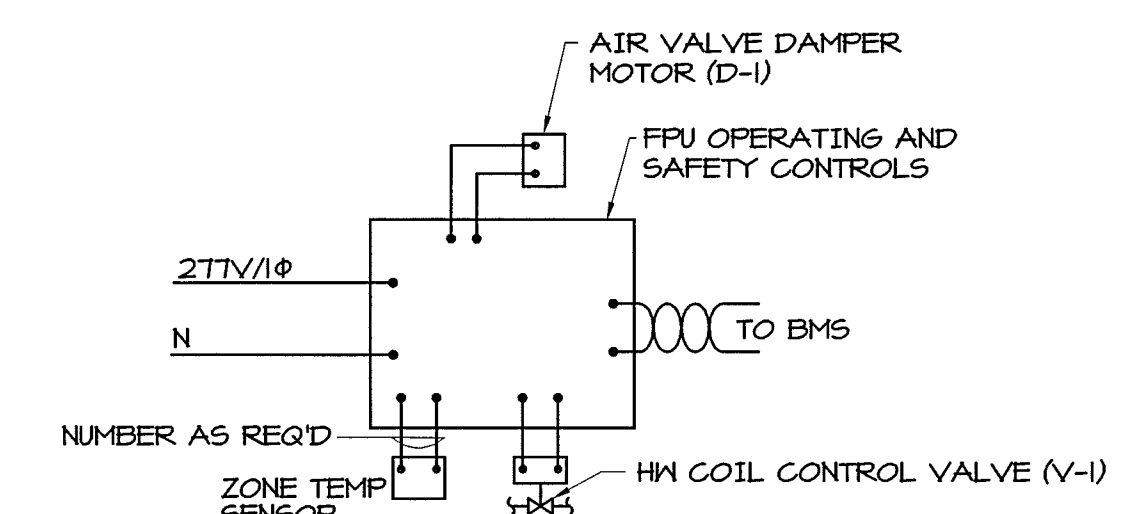 AIR VALVE DAMPER
MOTOR (D-1)
FPU OPERATING AND
SAFETY CONTROLS
277V/1Φ
N
TO BMS
NUMBER AS REQ'D
ZONE TEMP
SENSOR
HW COIL CONTROL VALVE (V-1)